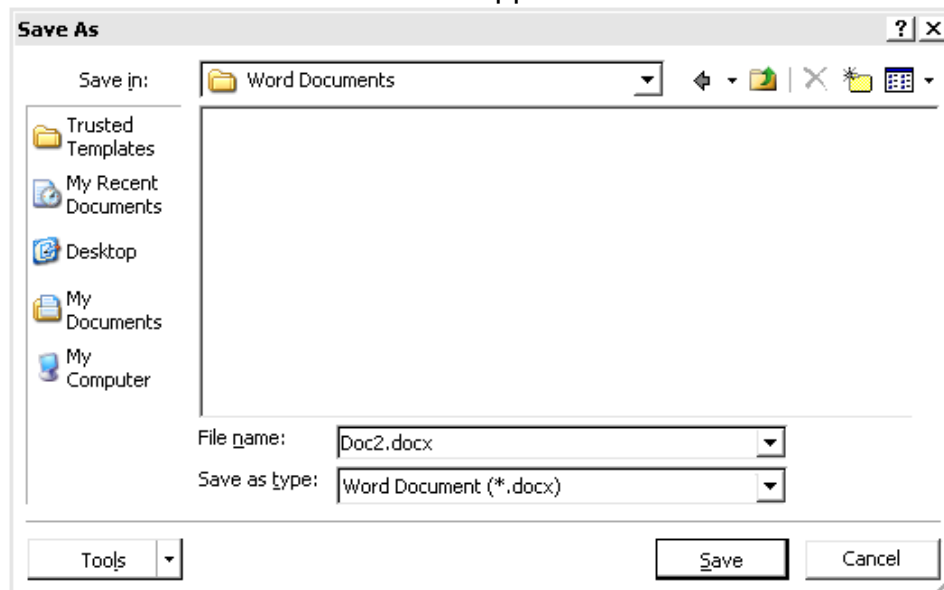 Save As
Save in:
Word Documents
Trusted
Templates
My Recent
Documents
Desktop
My
Documents
My
Computer
File name:
Doc2.docx
Save as type:
Word Document (*.docx)
Tools
Save
Cancel